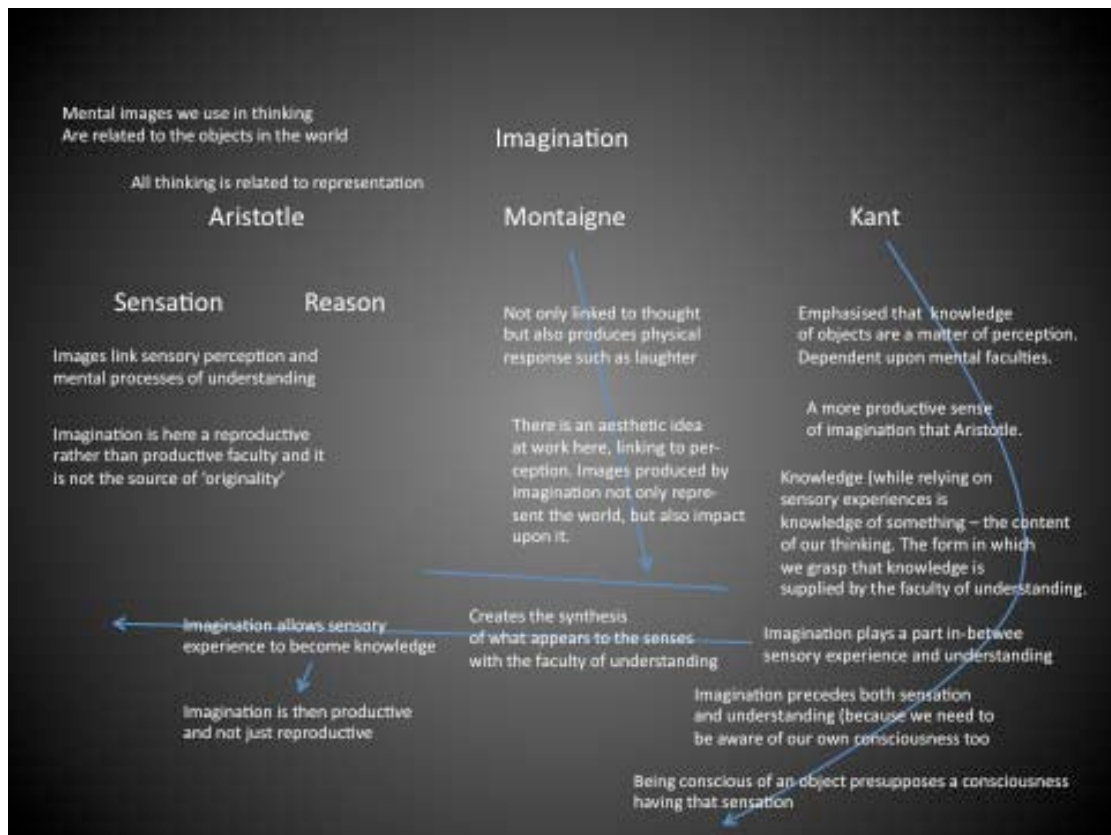 Mental images we use in thinking
Are related to the objects in the world
Imagination
All thinking is related to representation
Aristotle
Montaigne
Kant
Sensation
Reason
Images link sensory perception and
mental processes of understanding
Imagination is here a reproductive
rather than productive faculty and it
is not the source of ‘originality’
Not only linked to thought
but also produces physical
response such as laughter
There is an aesthetic idea
at work here, linking to per-
ception. Images produced by
imagination not only repre-
sent the world, but also impact
upon it.
Emphasised that  knowledge
of objects are a matter of perception.
Dependent upon mental faculties.
A more productive sense
of imagination that Aristotle.
Knowledge (while relying on
sensory experiences is
knowledge of something – the content
of our thinking. The form in which
we grasp that knowledge is
supplied by the faculty of understanding.
Imagination plays a part in-betwee
sensory experience and understanding
Creates the synthesis
of what appears to the senses
with the faculty of understanding
Imagination allows sensory
experience to become knowledge
Imagination is then productive
and not just reproductive
Imagination precedes both sensation
and understanding (because we need to
be aware of our own consciousness too
Being conscious of an object presupposes a consciousness
having that sensation